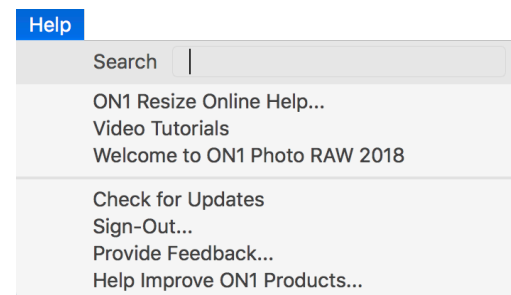 Help
Search
ON1 Resize Online Help...
Video Tutorials
Welcome to ON1 Photo RAW 2018
Check for Updates
Sign-Out...
Provide Feedback...
Help Improve ON1 Products...